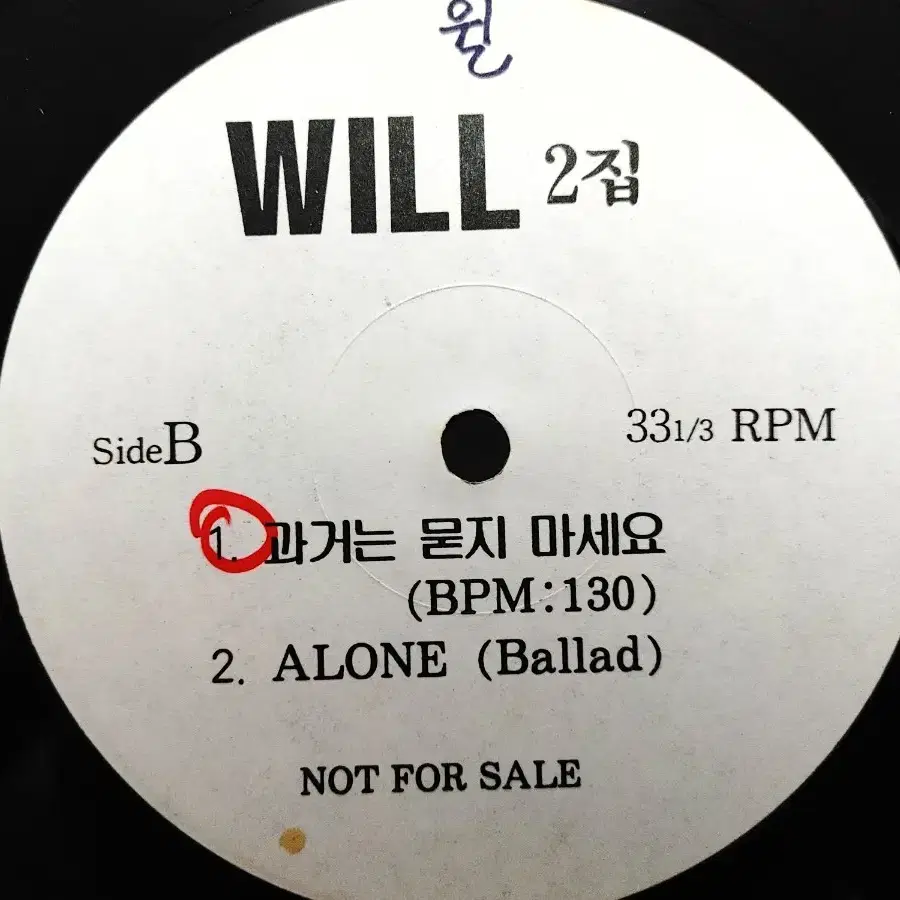 윌
WILL 2집
Side B
33 1/3 RPM
1. 과거는 묻지 마세요
(BPM:130)
2. ALONE (Ballad)
NOT FOR SALE